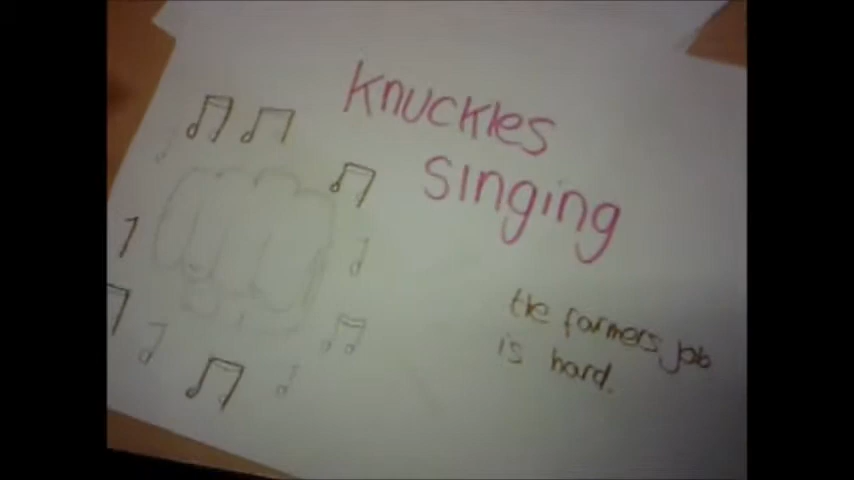 knuckles
singing
the farmers job
is hard.